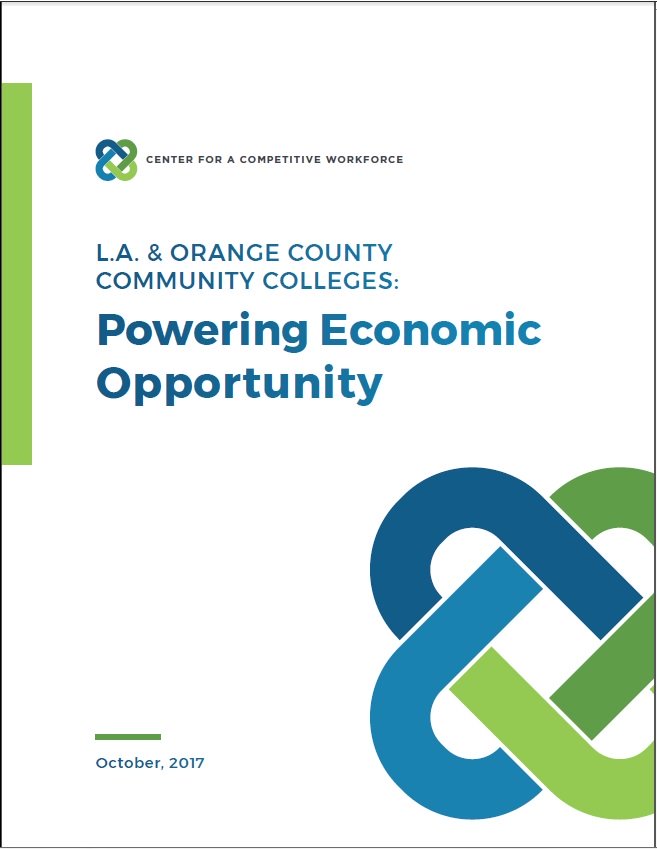 CENTER FOR A COMPETITIVE WORKFORCE
L.A. & ORANGE COUNTY
COMMUNITY COLLEGES:
Powering Economic
Opportunity
October, 2017